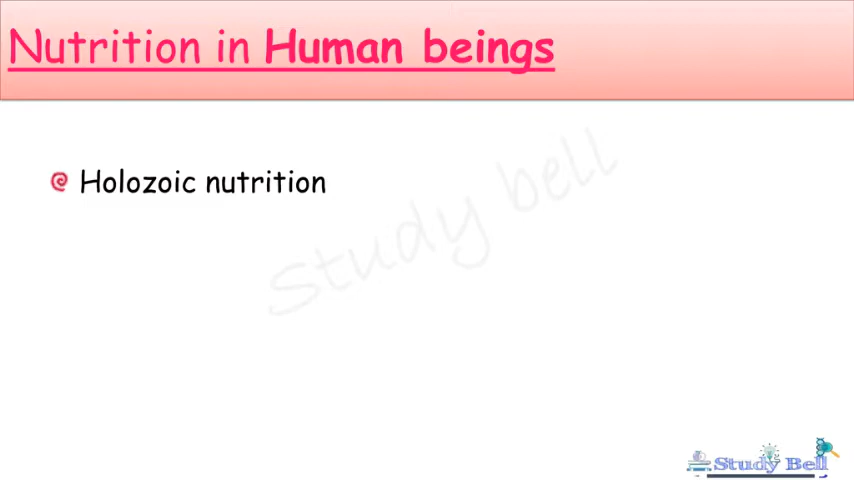 Nutrition in Human beings
Holozoic nutrition
Study bell
Study Bell